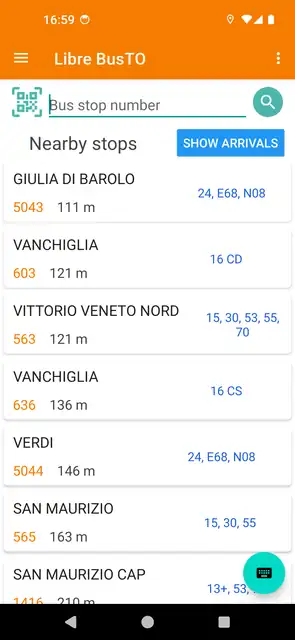 16:59
Libre BusTO
Bus stop number
Nearby stops
SHOW ARRIVALS
GIULIA DI BAROLO
24, E68, N08
5043 111 m
VANCHIGLIA
16 CD
603 121 m
VITTORIO VENETO NORD
15, 30, 53, 55,
70
563 121 m
VANCHIGLIA
16 CS
636 136 m
VERDI
24, E68, N08
5044 146 m
SAN MAURIZIO
15, 30, 55
565 163 m
SAN MAURIZIO CAP
13+, 53,
1416 210 m